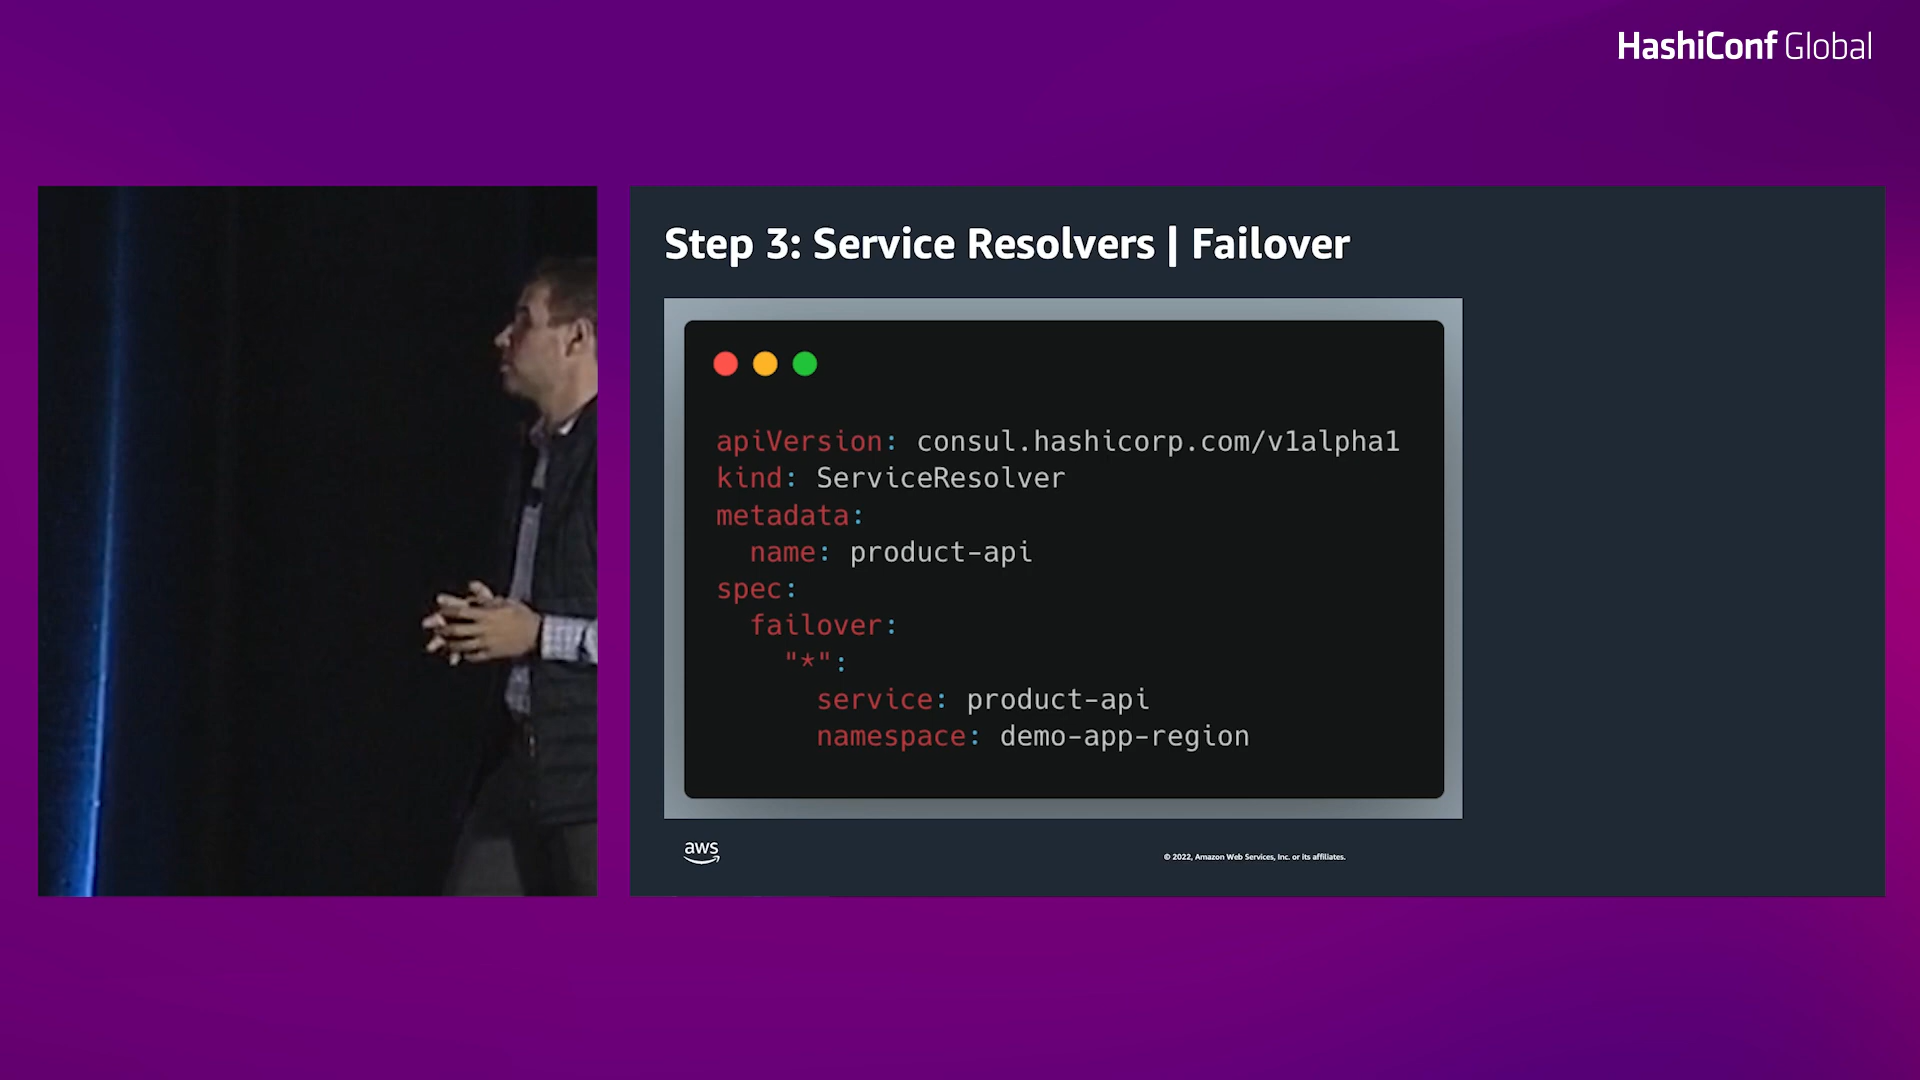 HashiConf Global
Step 3: Service Resolvers | Failover
apiVersion: consul.hashicorp.com/v1alpha1
kind: ServiceResolver
metadata:
  name: product-api
spec:
  failover:
    "*":
      service: product-api
      namespace: demo-app-region
aws
© 2022, Amazon Web Services, Inc. or its affiliates.